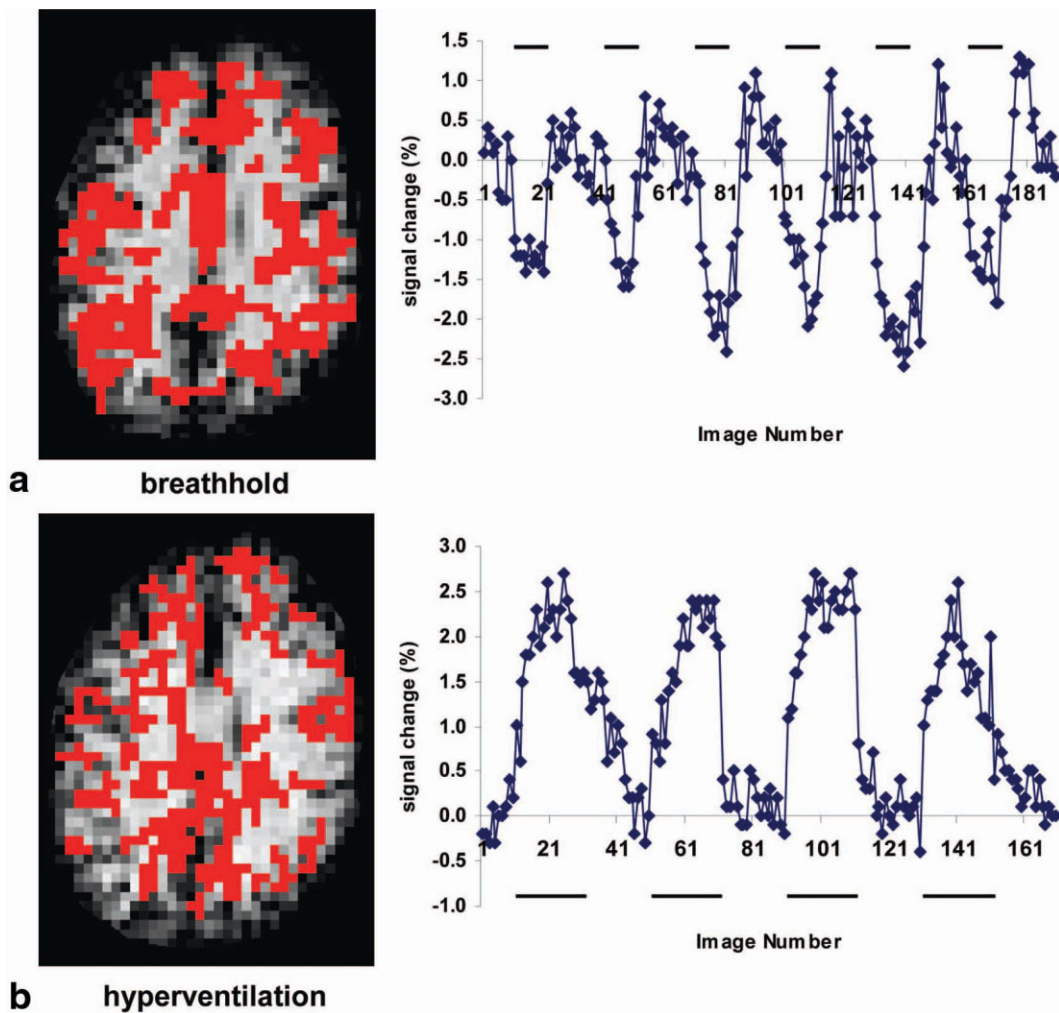 1.5
1.0
0.5
0.0
-0.5
-1.0
-1.5
-2.0
-2.5
-3.0
signal change (%)
1 21 41 61 81 101 121 141 161 181
Image Number
a breathhold
3.0
2.5
2.0
1.5
1.0
0.5
0.0
-0.5
-1.0
signal change (%)
1 21 41 61 81 101 121 141 161
Image Number
b hyperventilation